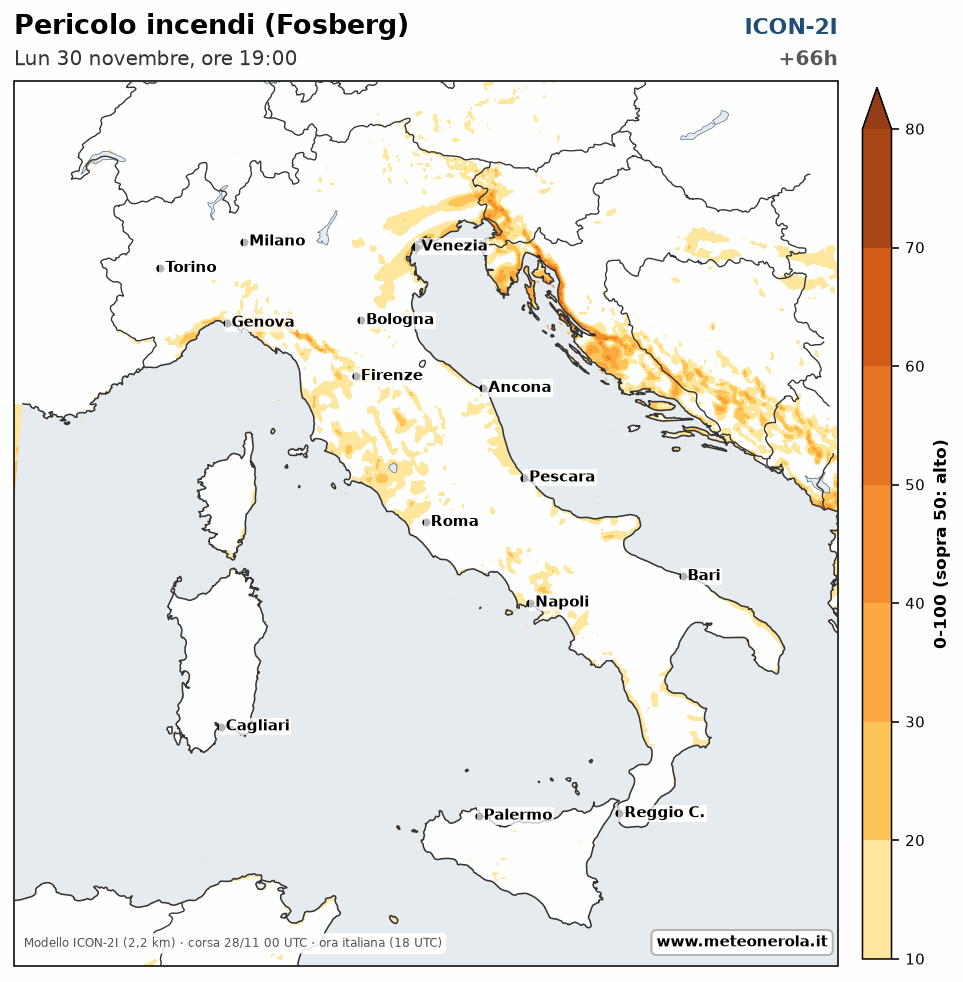 Pericolo incendi (Fosberg)
ICON-2I
Lun 30 novembre, ore 19:00
+66h
80
70
60
50
40
30
20
10
0-100 (sopra 50: alto)
Milano
Venezia
Torino
Genova
Bologna
Firenze
Ancona
Pescara
Roma
Bari
Napoli
Cagliari
Palermo
Reggio C.
Modello ICON-2I (2,2 km) · corsa 28/11 00 UTC · ora italiana (18 UTC)
www.meteonerola.it